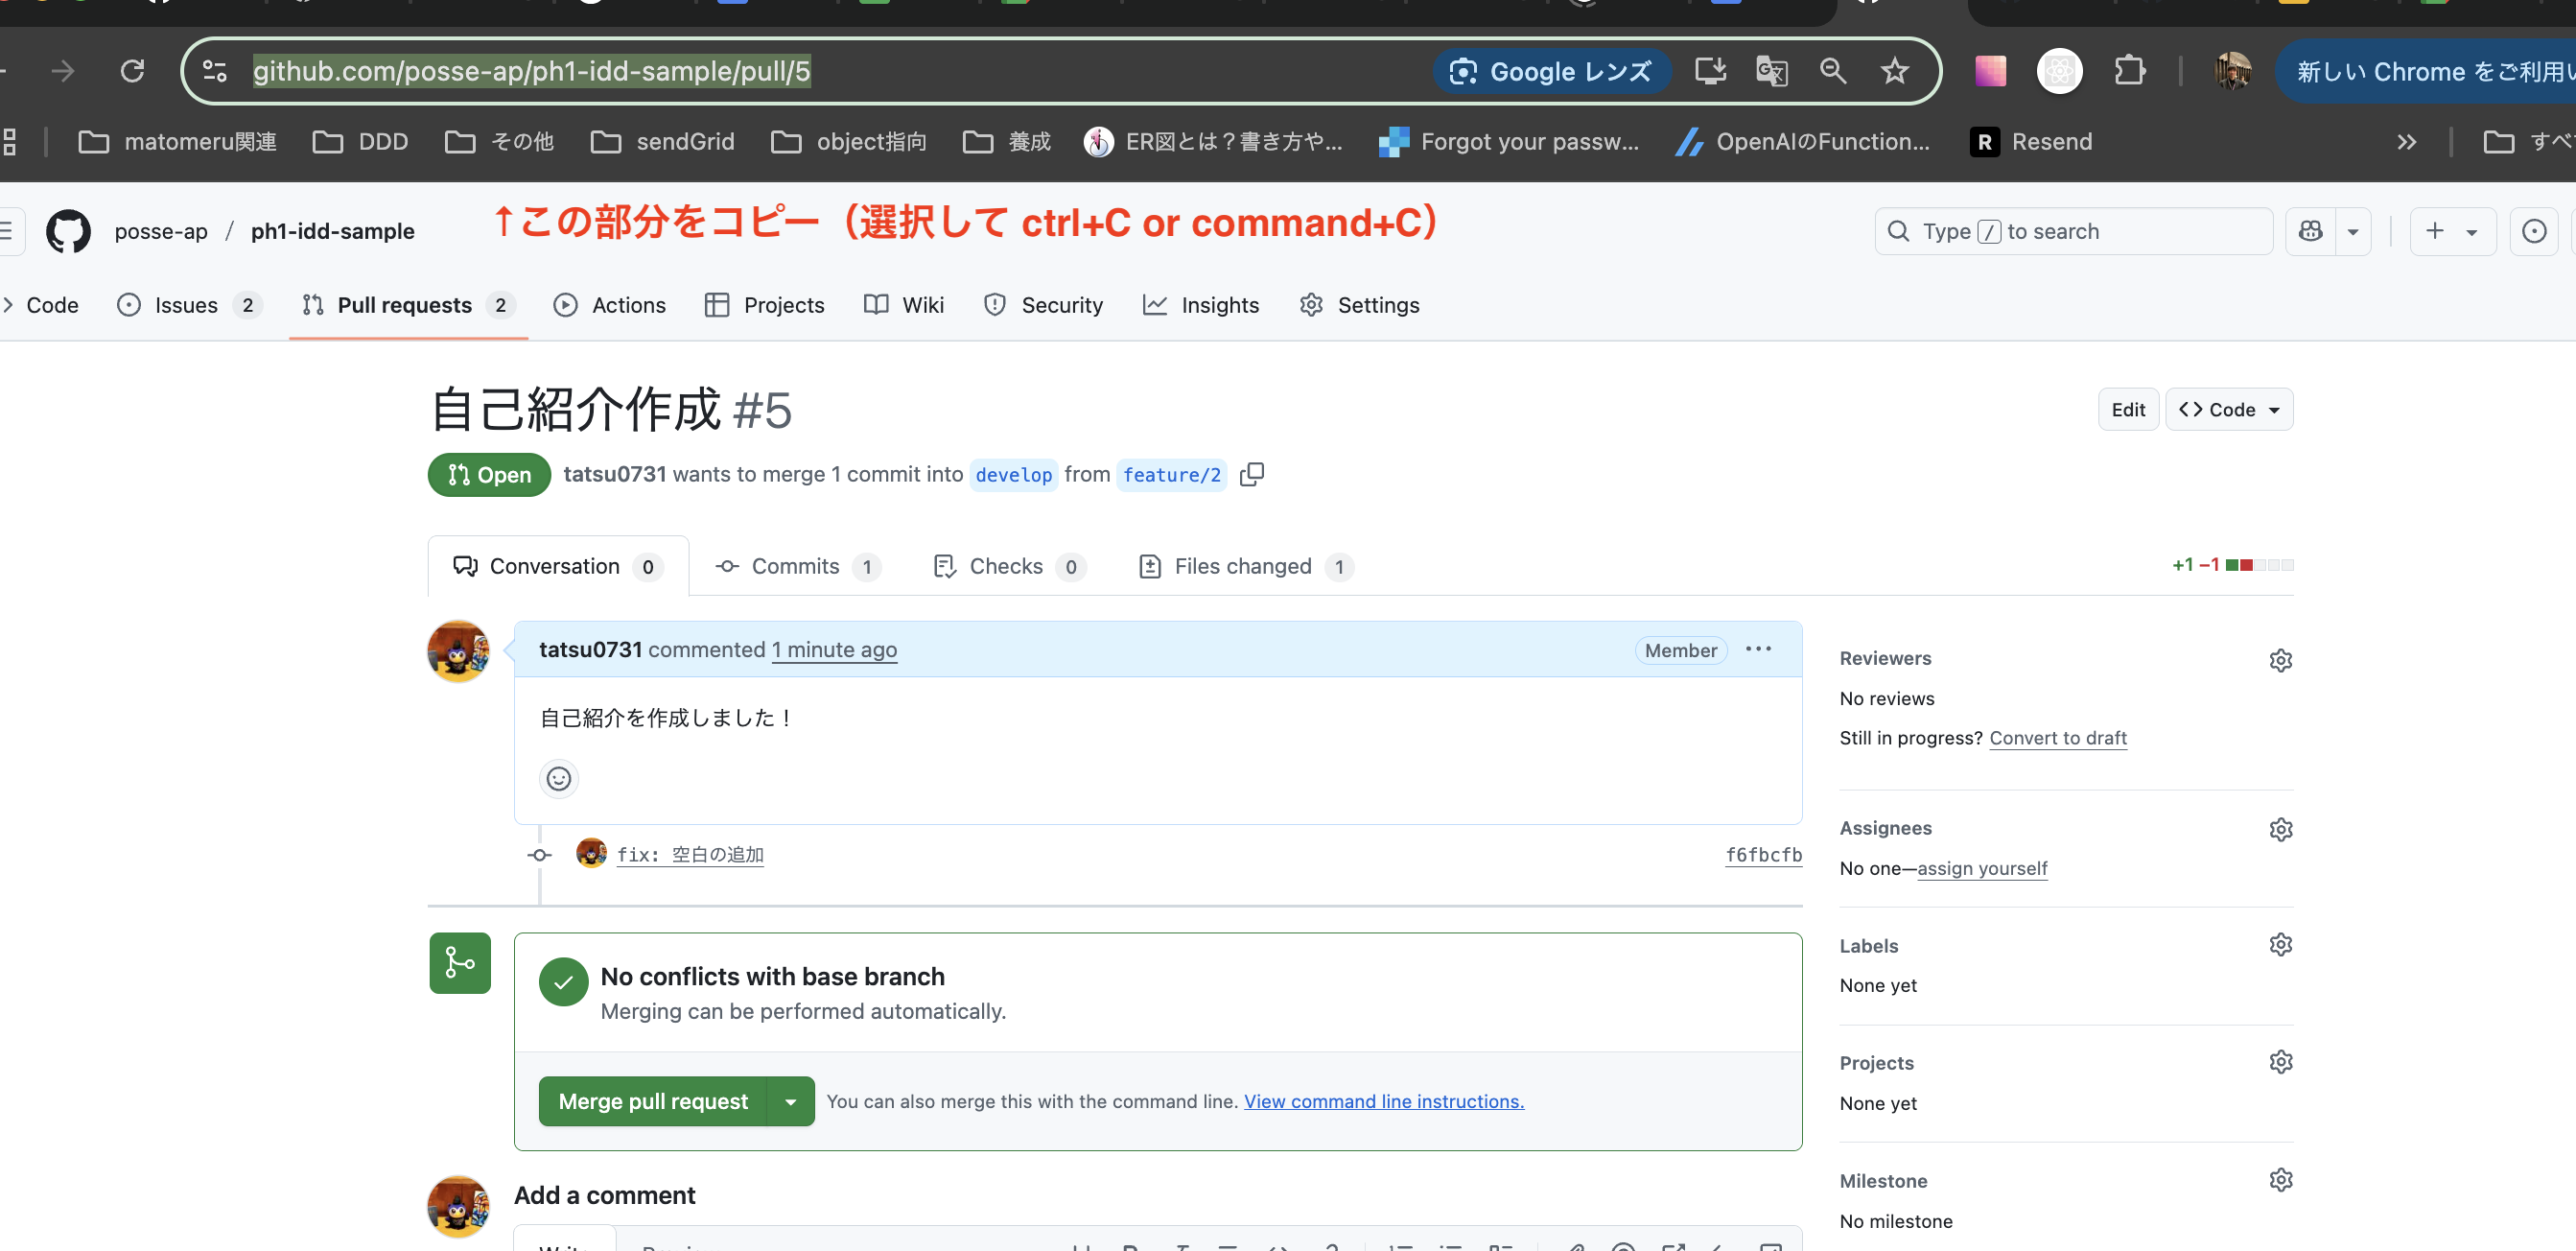 github.com/posse-ap/ph1-idd-sample/pull/5
Google レンズ
新しい Chrome をご利用い
matomeru関連
DDD
その他
sendGrid
object指向
養成
ER図とは？書き方や...
Forgot your passw...
OpenAIのFunction...
R Resend
すべ
posse-ap / ph1-idd-sample
↑この部分をコピー（選択して ctrl+C or command+C）
Type / to search
Code
Issues 2
Pull requests 2
Actions
Projects
Wiki
Security
Insights
Settings
自己紹介作成 #5
Edit
Code
Open
tatsu0731 wants to merge 1 commit into develop from feature/2
Conversation 0
Commits 1
Checks 0
Files changed 1
+1 −1
tatsu0731 commented 1 minute ago
Member
自己紹介を作成しました！
fix: 空白の追加
f6fbcfb
No conflicts with base branch
Merging can be performed automatically.
Merge pull request
You can also merge this with the command line. View command line instructions.
Add a comment
Reviewers
No reviews
Still in progress? Convert to draft
Assignees
No one—assign yourself
Labels
None yet
Projects
None yet
Milestone
No milestone